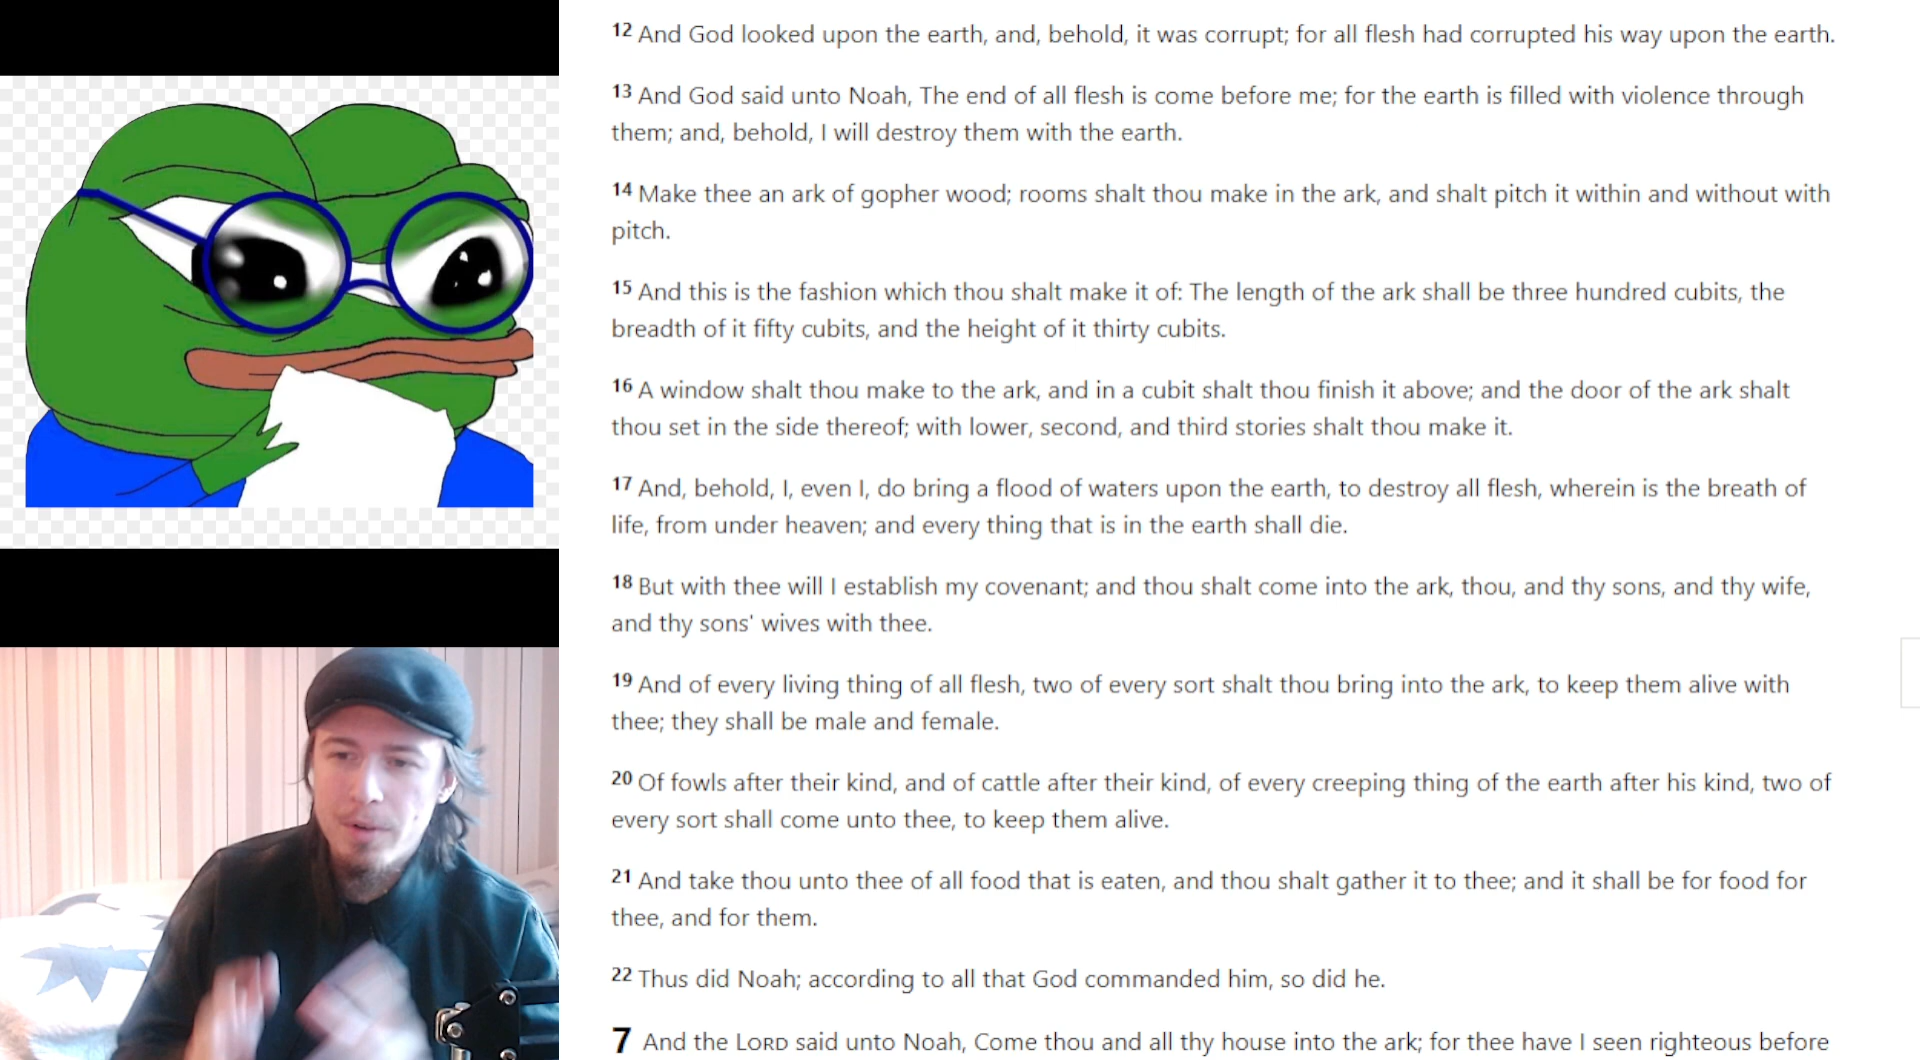 12 And God looked upon the earth, and, behold, it was corrupt; for all flesh had corrupted his way upon the earth.
13 And God said unto Noah, The end of all flesh is come before me; for the earth is filled with violence through
them; and, behold, I will destroy them with the earth.
14 Make thee an ark of gopher wood; rooms shalt thou make in the ark, and shalt pitch it within and without with
pitch.
15 And this is the fashion which thou shalt make it of: The length of the ark shall be three hundred cubits, the
breadth of it fifty cubits, and the height of it thirty cubits.
16 A window shalt thou make to the ark, and in a cubit shalt thou finish it above; and the door of the ark shalt
thou set in the side thereof; with lower, second, and third stories shalt thou make it.
17 And, behold, I, even I, do bring a flood of waters upon the earth, to destroy all flesh, wherein is the breath of
life, from under heaven; and every thing that is in the earth shall die.
18 But with thee will I establish my covenant; and thou shalt come into the ark, thou, and thy sons, and thy wife,
and thy sons' wives with thee.
19 And of every living thing of all flesh, two of every sort shalt thou bring into the ark, to keep them alive with
thee; they shall be male and female.
20 Of fowls after their kind, and of cattle after their kind, of every creeping thing of the earth after his kind, two of
every sort shall come unto thee, to keep them alive.
21 And take thou unto thee of all food that is eaten, and thou shalt gather it to thee; and it shall be for food for
thee, and for them.
22 Thus did Noah; according to all that God commanded him, so did he.
7 And the LORD said unto Noah, Come thou and all thy house into the ark; for thee have I seen righteous before